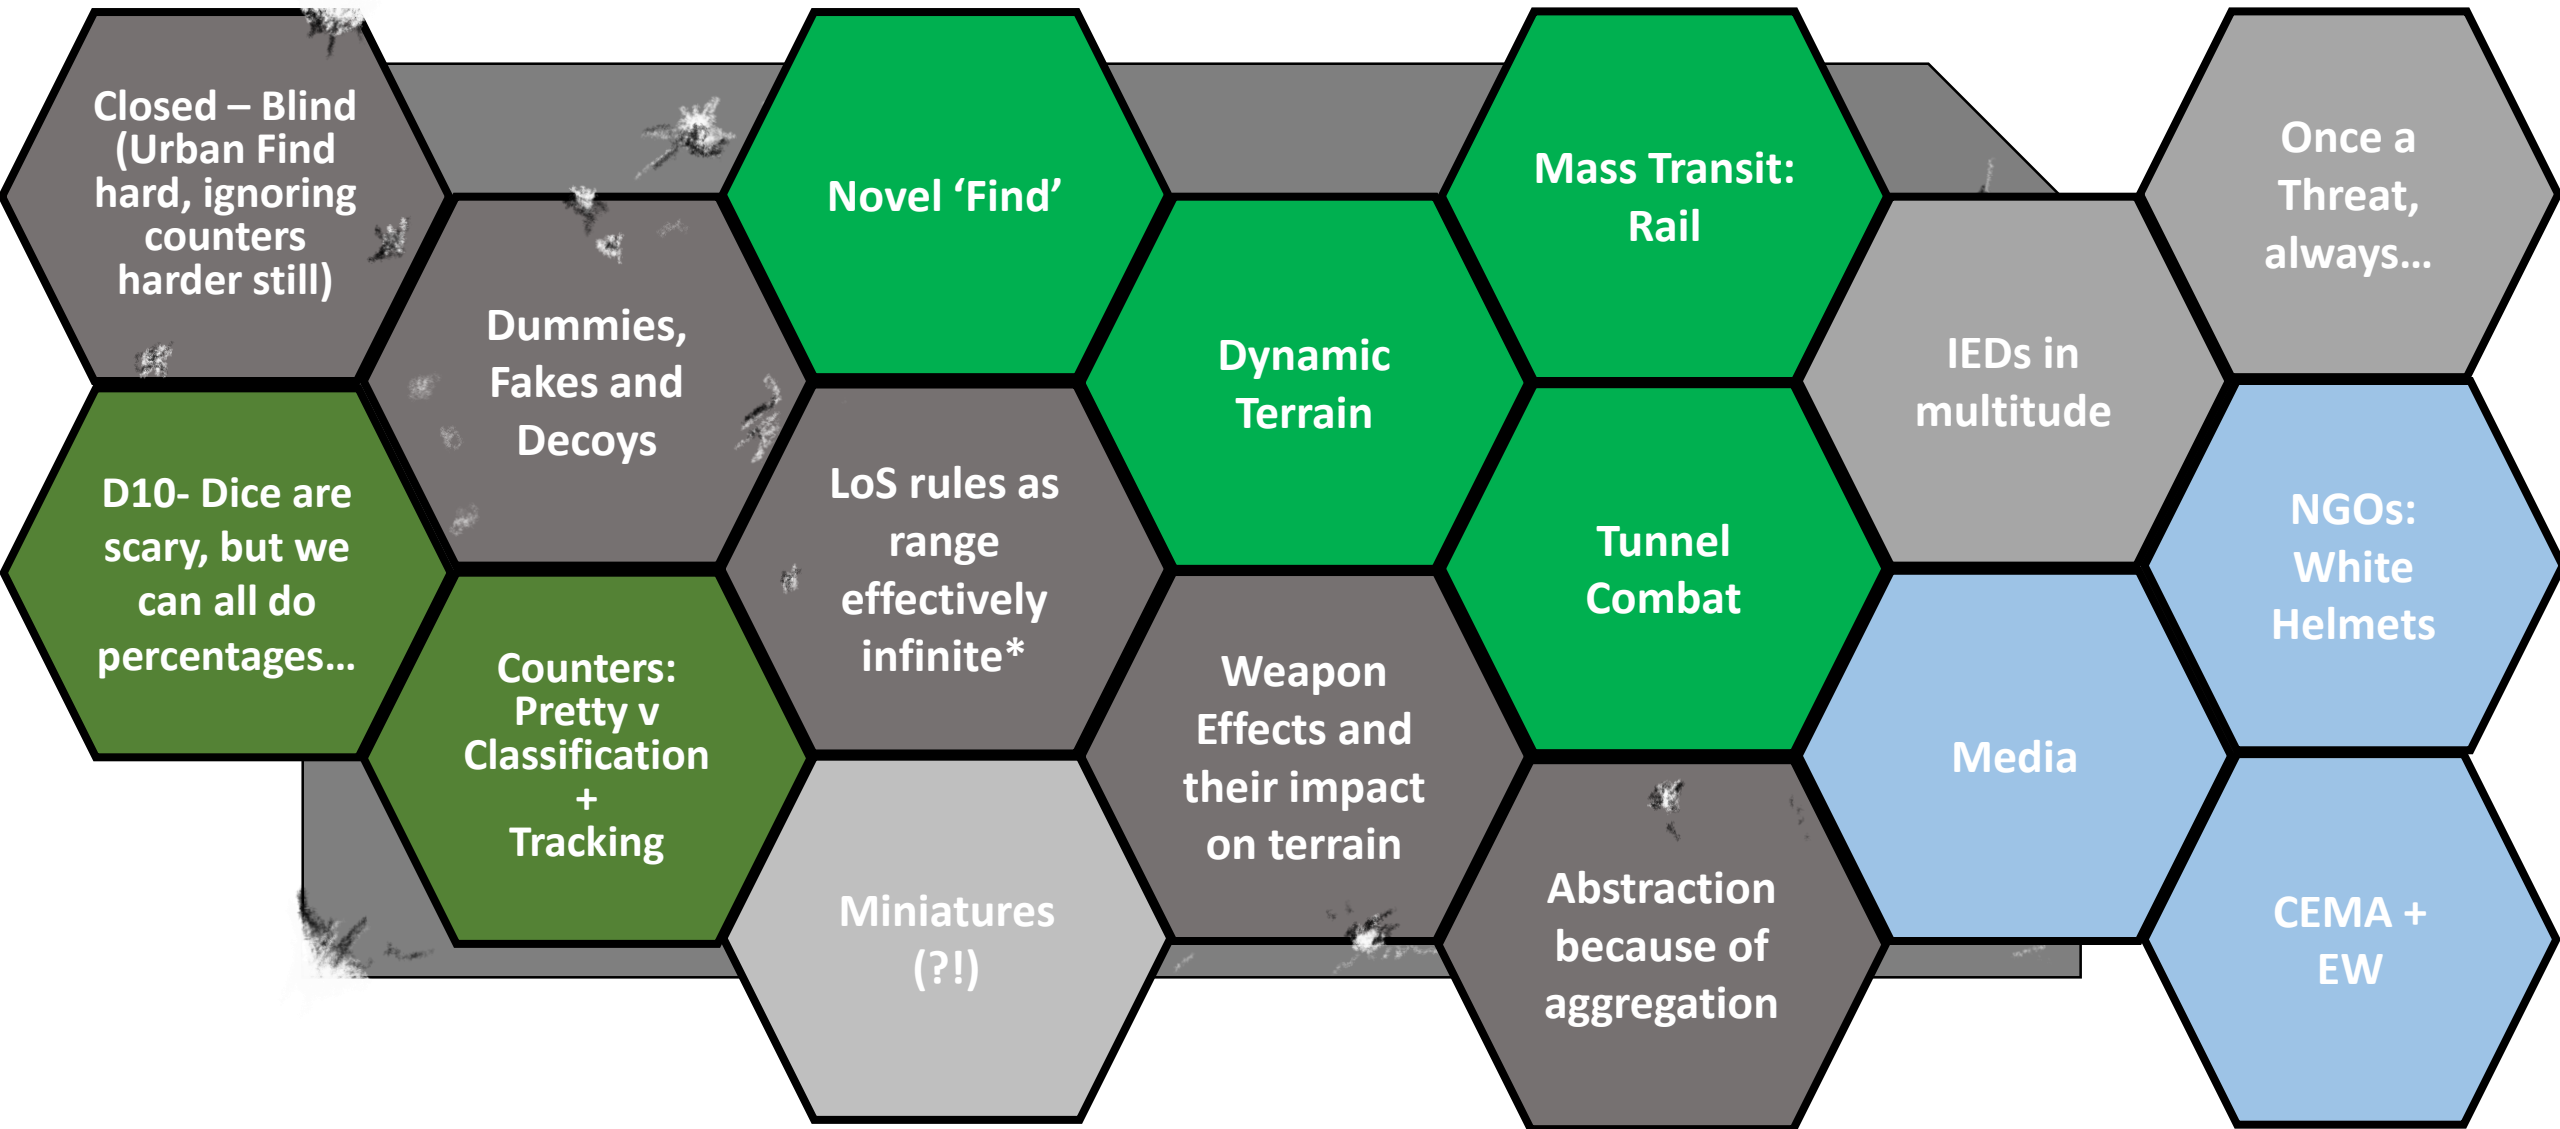 Closed – Blind
(Urban Find
hard, ignoring
counters
harder still)
D10- Dice are
scary, but we
can all do
percentages…
Dummies,
Fakes and
Decoys
Counters:
Pretty v
Classification
+
Tracking
Novel ‘Find’
LoS rules as
range
effectively
infinite*
Miniatures
(?!)
Dynamic
Terrain
Weapon
Effects and
their impact
on terrain
Mass Transit:
Rail
Tunnel
Combat
Abstraction
because of
aggregation
IEDs in
multitude
Media
Once a
Threat,
always…
NGOs:
White
Helmets
CEMA +
EW